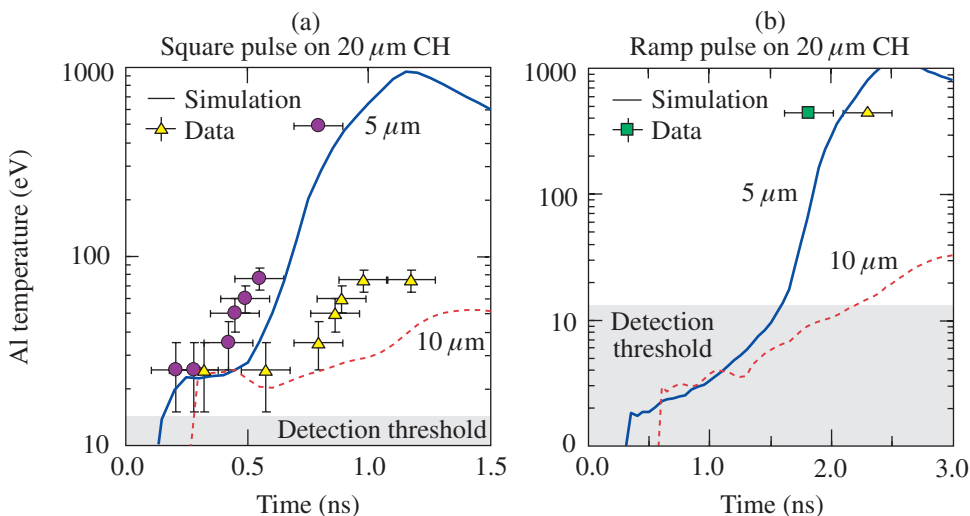 (a)
Square pulse on 20 μm CH
1000
Simulation
Data
5 μm
100
10 μm
Detection threshold
10
0.0
0.5
1.0
1.5
Time (ns)
Al temperature (eV)
(b)
Ramp pulse on 20 μm CH
1000
Simulation
Data
100
5 μm
10 μm
10
Detection
threshold
0
0.0
1.0
2.0
3.0
Time (ns)